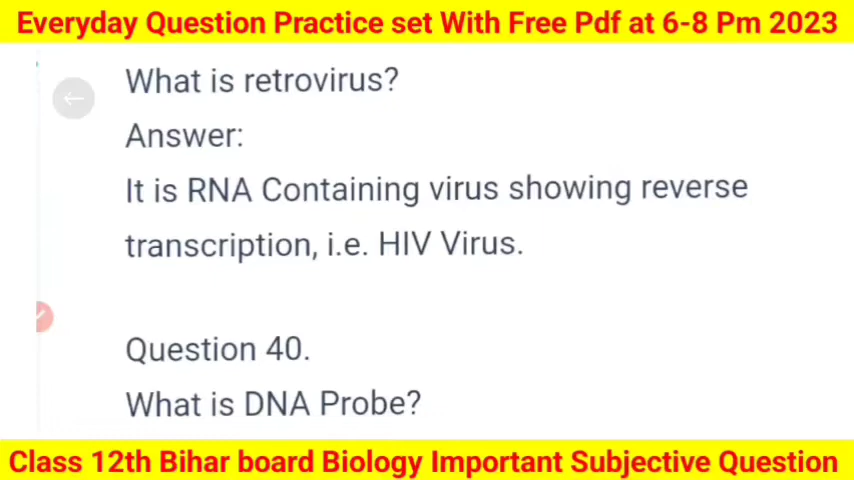 Everyday Question Practice set With Free Pdf at 6-8 Pm 2023
What is retrovirus?
Answer:
It is RNA Containing virus showing reverse
transcription, i.e. HIV Virus.
Question 40.
What is DNA Probe?
Class 12th Bihar board Biology Important Subjective Question